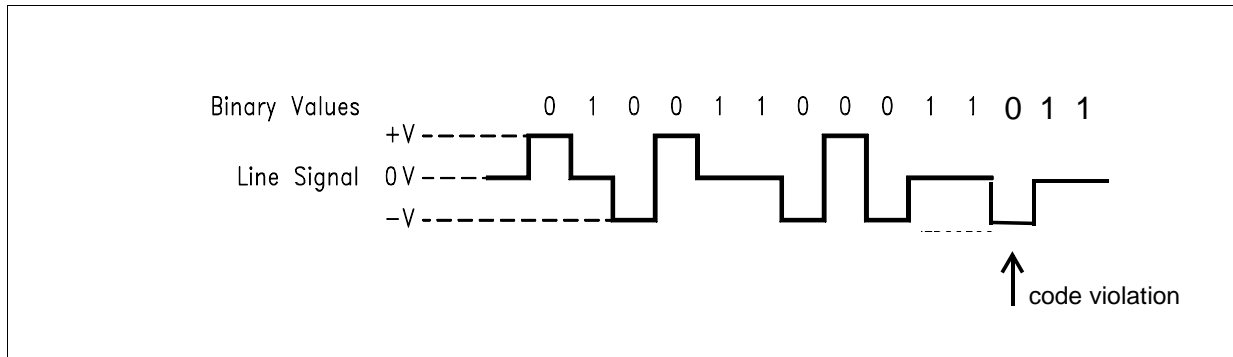 Binary Values 0 1 0 0 1 1 0 0 0 1 1 0 1 1
+V
Line Signal 0V
-V
code violation